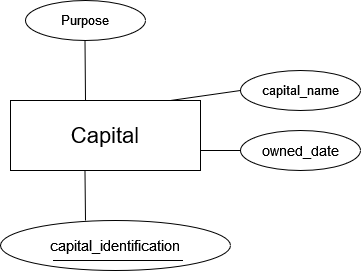 Purpose
capital_name
Capital
owned_date
capital_identification